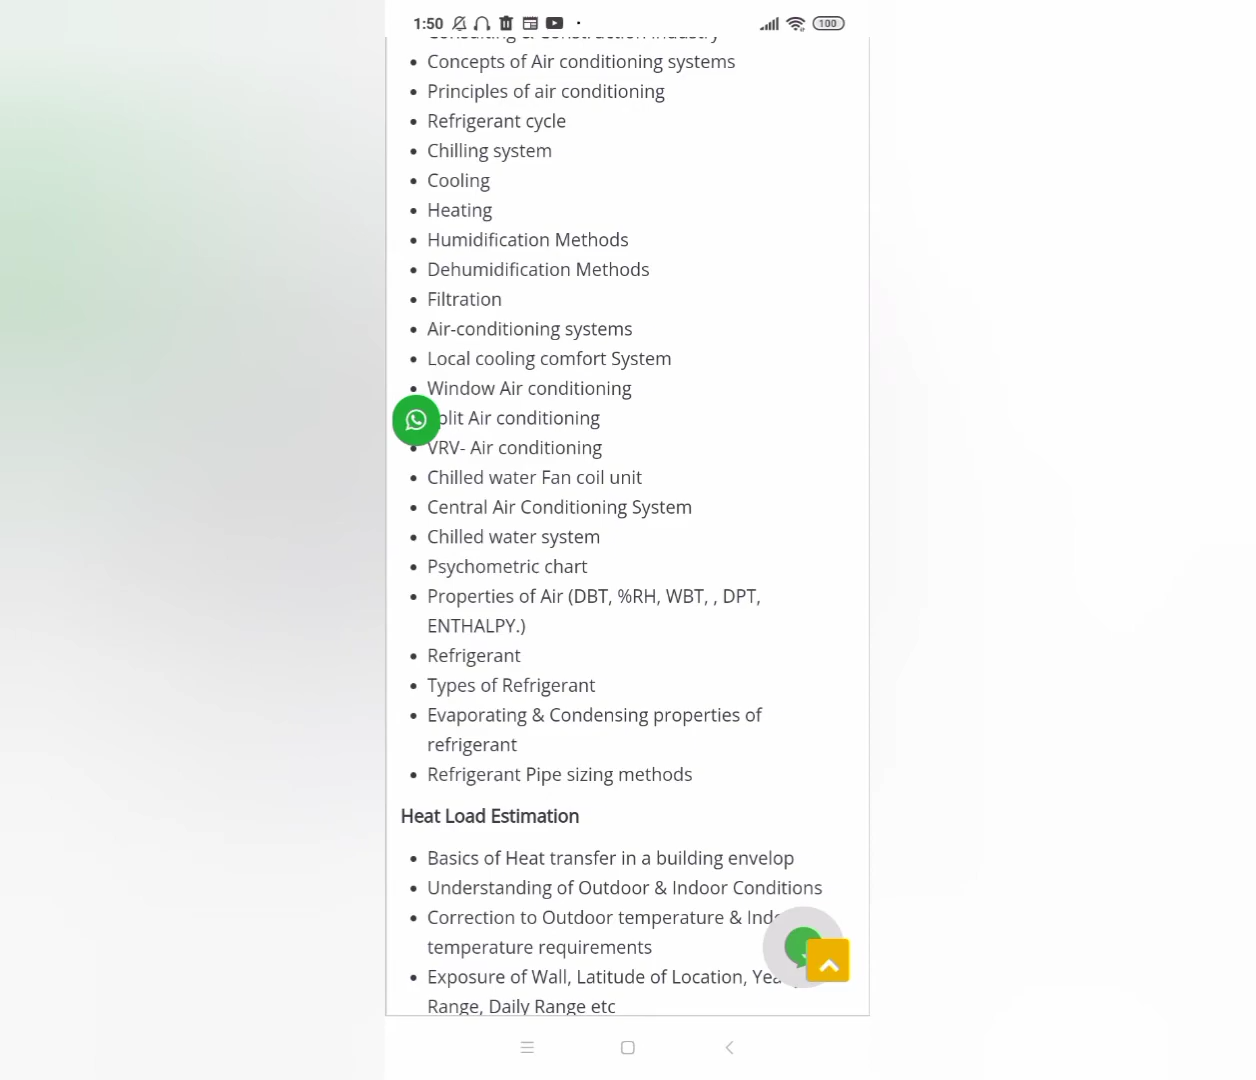 1:50
100
Consulting & Construction Industry
Concepts of Air conditioning systems
Principles of air conditioning
Refrigerant cycle
Chilling system
Cooling
Heating
Humidification Methods
Dehumidification Methods
Filtration
Air-conditioning systems
Local cooling comfort System
Window Air conditioning
plit Air conditioning
VRV- Air conditioning
Chilled water Fan coil unit
Central Air Conditioning System
Chilled water system
Psychometric chart
Properties of Air (DBT, %RH, WBT, , DPT,
ENTHALPY.)
Refrigerant
Types of Refrigerant
Evaporating & Condensing properties of
refrigerant
Refrigerant Pipe sizing methods
Heat Load Estimation
Basics of Heat transfer in a building envelop
Understanding of Outdoor & Indoor Conditions
Correction to Outdoor temperature &
temperature requirements
Exposure of Wall, Latitude of Location,
Range, Daily Range etc